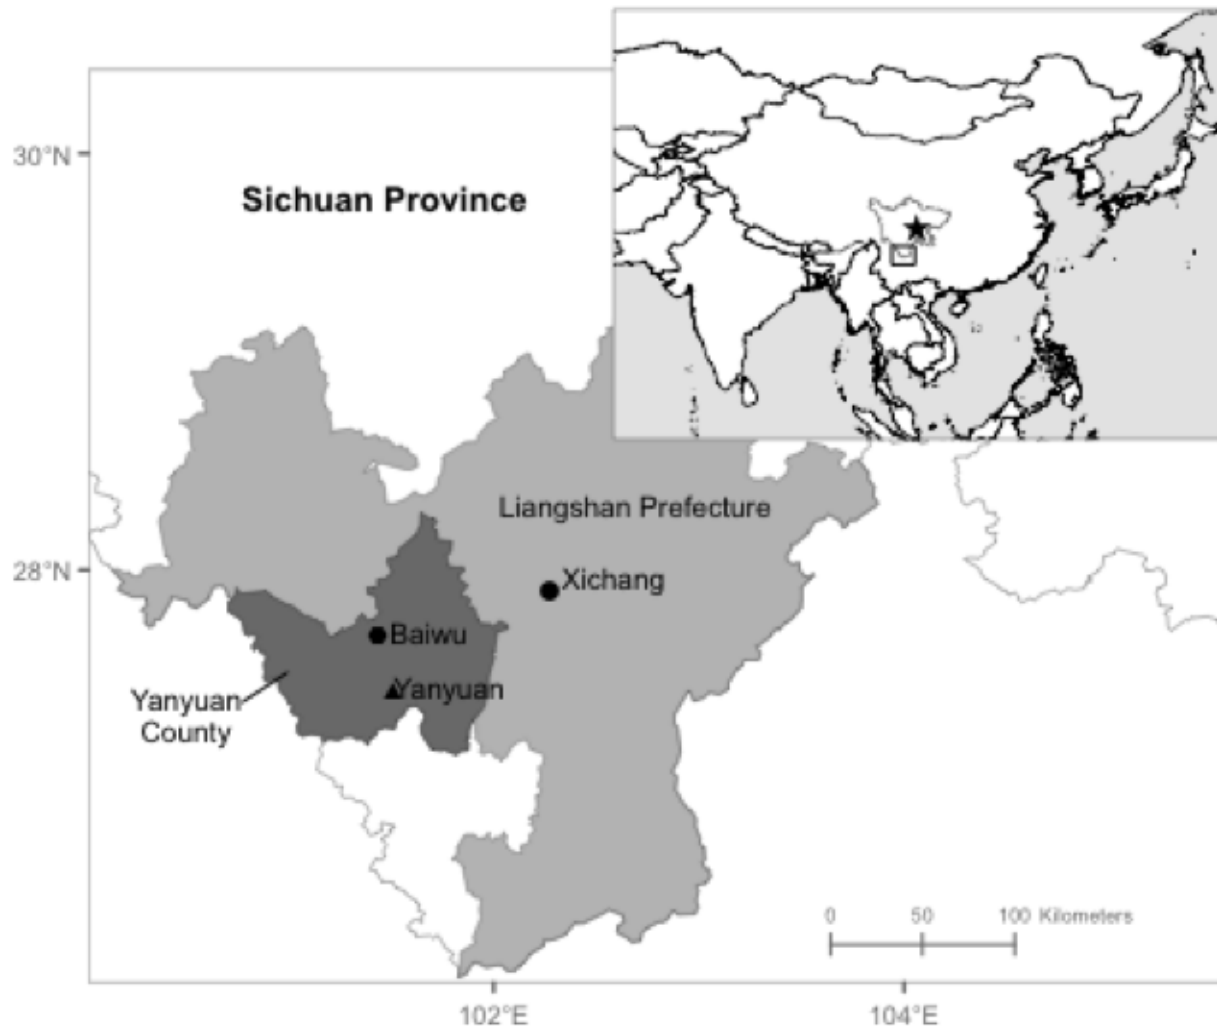 30°N
Sichuan Province
Liangshan Prefecture
28°N
Xichang
Baiwu
Yanyuan
Yanyuan
County
0 50 100 Kilometers
102°E 104°E